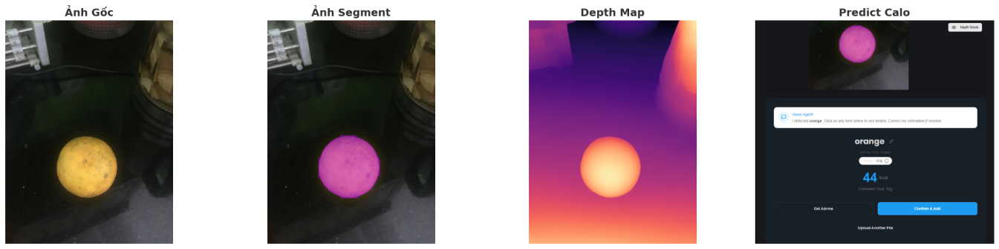 Ảnh Gốc
Ảnh Segment
Depth Map
Predict Calo
Depth Vision
Vision Agent
I detected orange. Click on any item below to see details. Correct my estimation if needed.
orange
DETECTED ITEMS
44 kcal
Estimated Total
Get Advice
Confirm & Add
Upload Another File